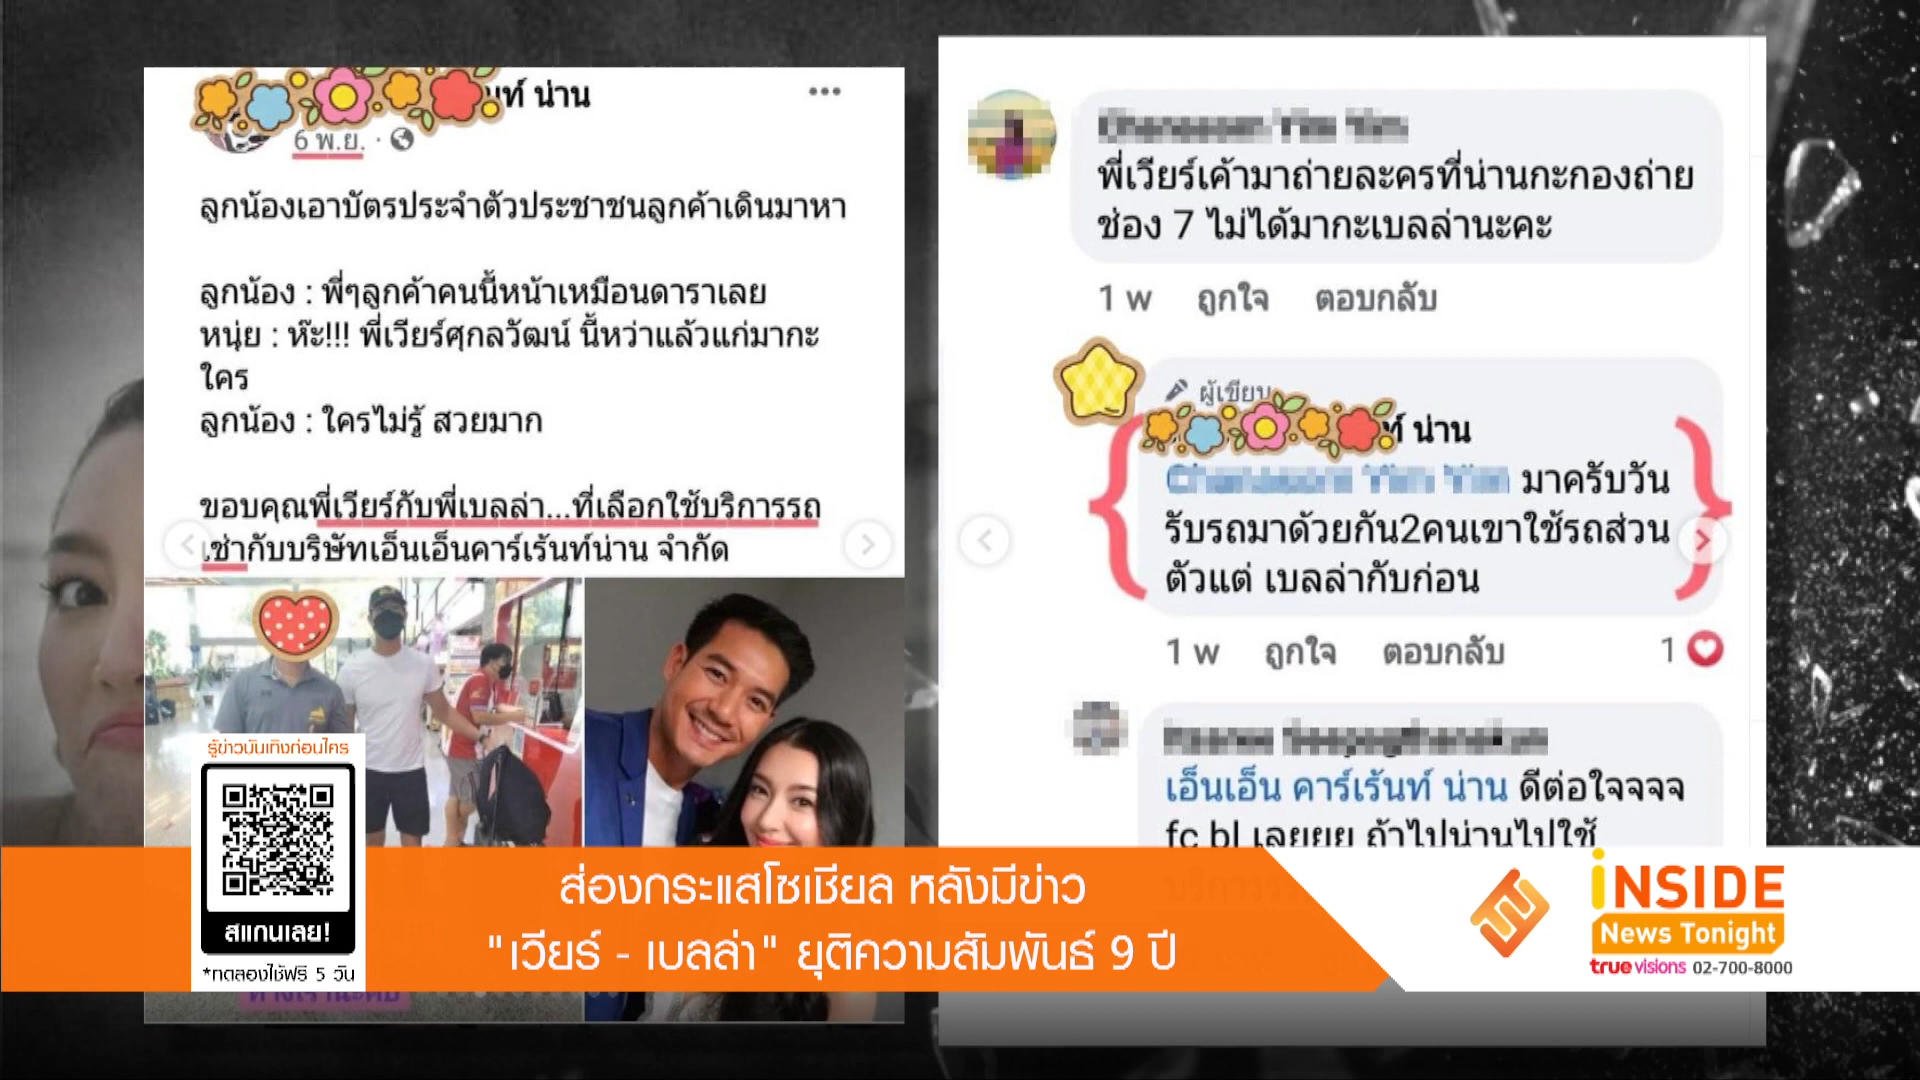 ท์ น่าน
6 พ.ย.
ลูกน้องเอาบัตรประจำตัวประชาชนลูกค้าเดินมาหา
ลูกน้อง : พี่ๆลูกค้าคนนี้หน้าเหมือนดาราเลย
หนุ่ย : ห๊ะ!!! พี่เวียร์ศุกลวัฒน์ นี้หว่าแล้วแก่มากะ
ใคร
ลูกน้อง : ใครไม่รู้ สวยมาก
ขอบคุณพี่เวียร์กับพี่เบลล่า...ที่เลือกใช้บริการรถ
เช่ากับบริษัทเอ็นเอ็นคาร์เร้นท์น่าน จำกัด
พี่เวียร์เค้ามาถ่ายละครที่น่านกะกองถ่าย
ช่อง 7 ไม่ได้มากะเบลล่านะคะ
1 w ถูกใจ ตอบกลับ
ผู้เขียน
ท์ น่าน
มาครับวัน
รับรถมาด้วยกัน2คนเขาใช้รถส่วน
ตัวแต่ เบลล่ากับก่อน
1 w ถูกใจ ตอบกลับ 1
เอ็นเอ็น คาร์เร้นท์ น่าน ดีต่อใจจจจ
fc bl เลยยย ถ้าไปน่านไปใช้
รู้ข่าวบันเทิงก่อนใคร
สแกนเลย!
*ทดลองใช้ฟรี 5 วัน
ส่องกระแสโซเชียล หลังมีข่าว
"เวียร์ - เบลล่า" ยุติความสัมพันธ์ 9 ปี
iNSIDE
News Tonight
truevisions 02-700-8000